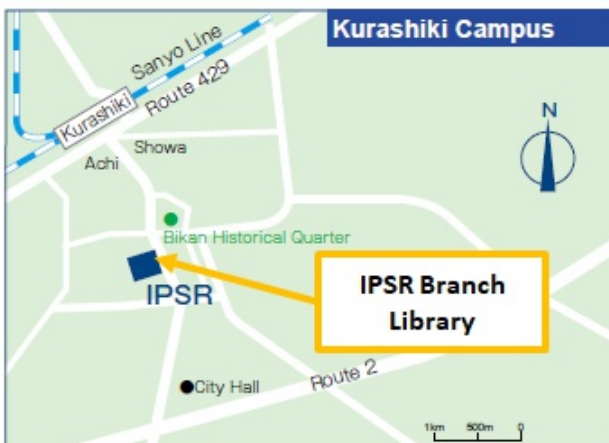 Kurashiki Campus
Sanyo Line
Route 429
Kurashiki
N
Achi
Showa
Bikan Historical Quarter
IPSR
IPSR Branch
Library
Route 2
City Hall
1km 500m 0